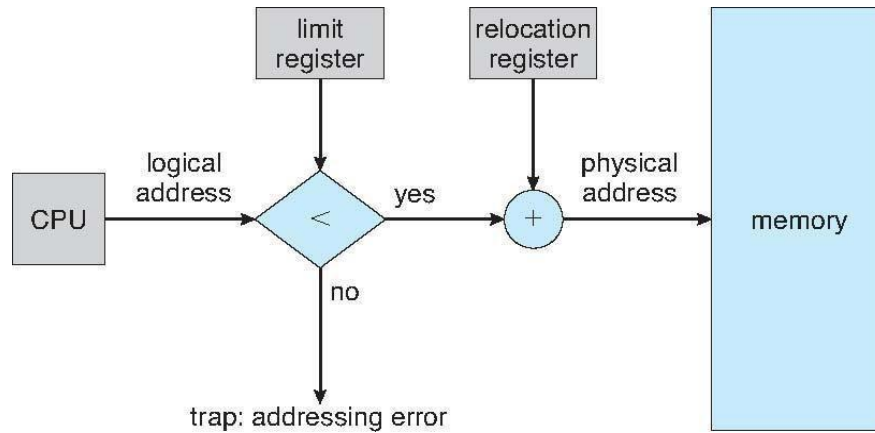 limit
register
relocation
register
logical
address
physical
address
CPU
<
yes
+
memory
no
trap: addressing error